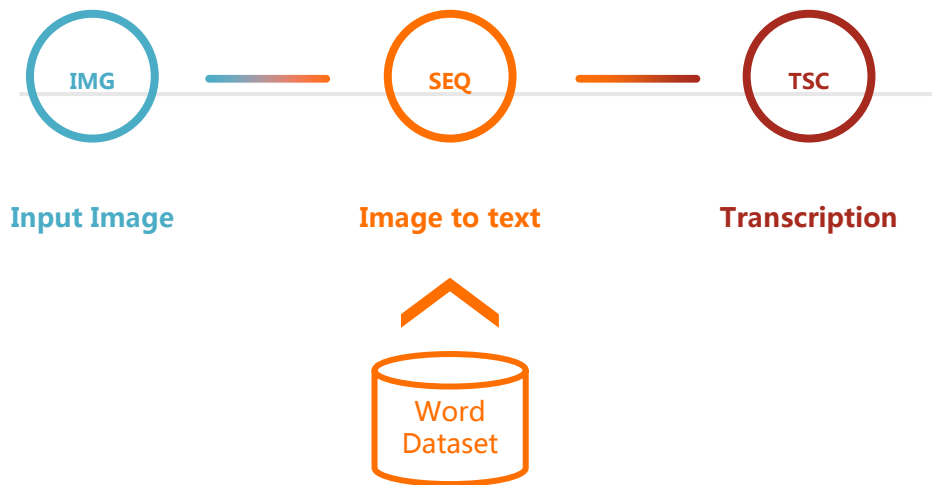 IMG
SEQ
TSC
Input Image
Image to text
Transcription
Word
Dataset